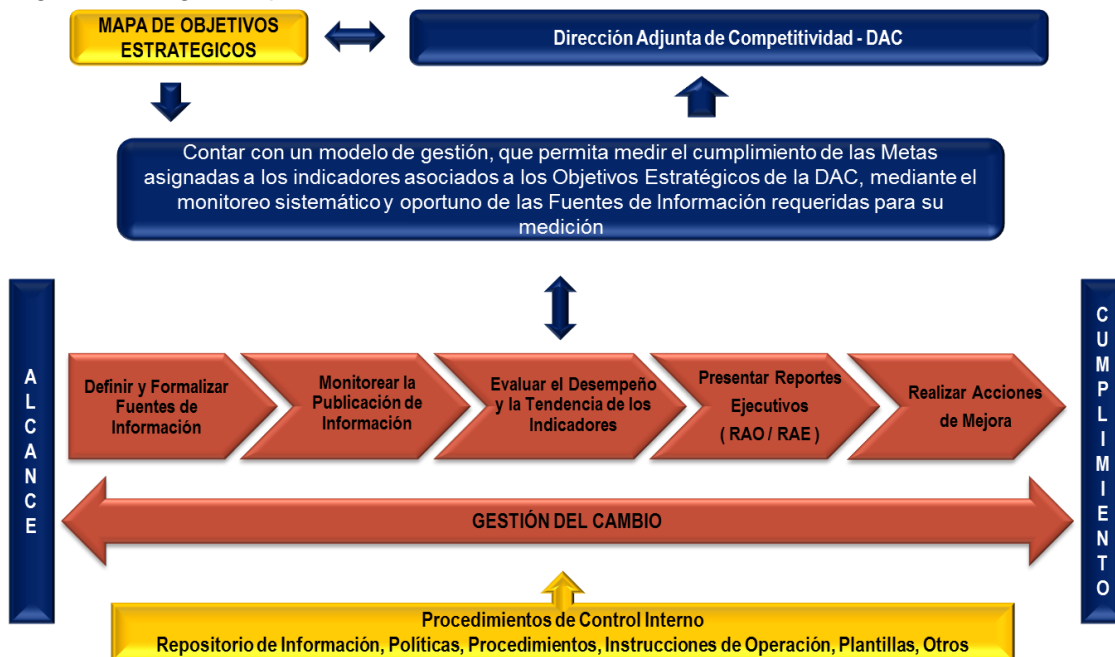 MAPA DE OBJETIVOS
ESTRATEGICOS
Dirección Adjunta de Competitividad - DAC
Contar con un modelo de gestión, que permita medir el cumplimiento de las Metas
asignadas a los indicadores asociados a los Objetivos Estratégicos de la DAC, mediante el
monitoreo sistemático y oportuno de las Fuentes de Información requeridas para su
medición
ALCANCE
Definir y Formalizar
Fuentes de
Información
Monitorear la
Publicación de
Información
Evaluar el Desempeño
y la Tendencia de los
Indicadores
Presentar Reportes
Ejecutivos
( RAO / RAE )
Realizar Acciones
de Mejora
CUMPLIMIENTO
GESTIÓN DEL CAMBIO
Procedimientos de Control Interno
Repositorio de Información, Políticas, Procedimientos, Instrucciones de Operación, Plantillas, Otros